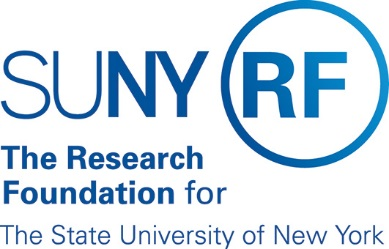 SUNY RF
The Research
Foundation for
The State University of New York